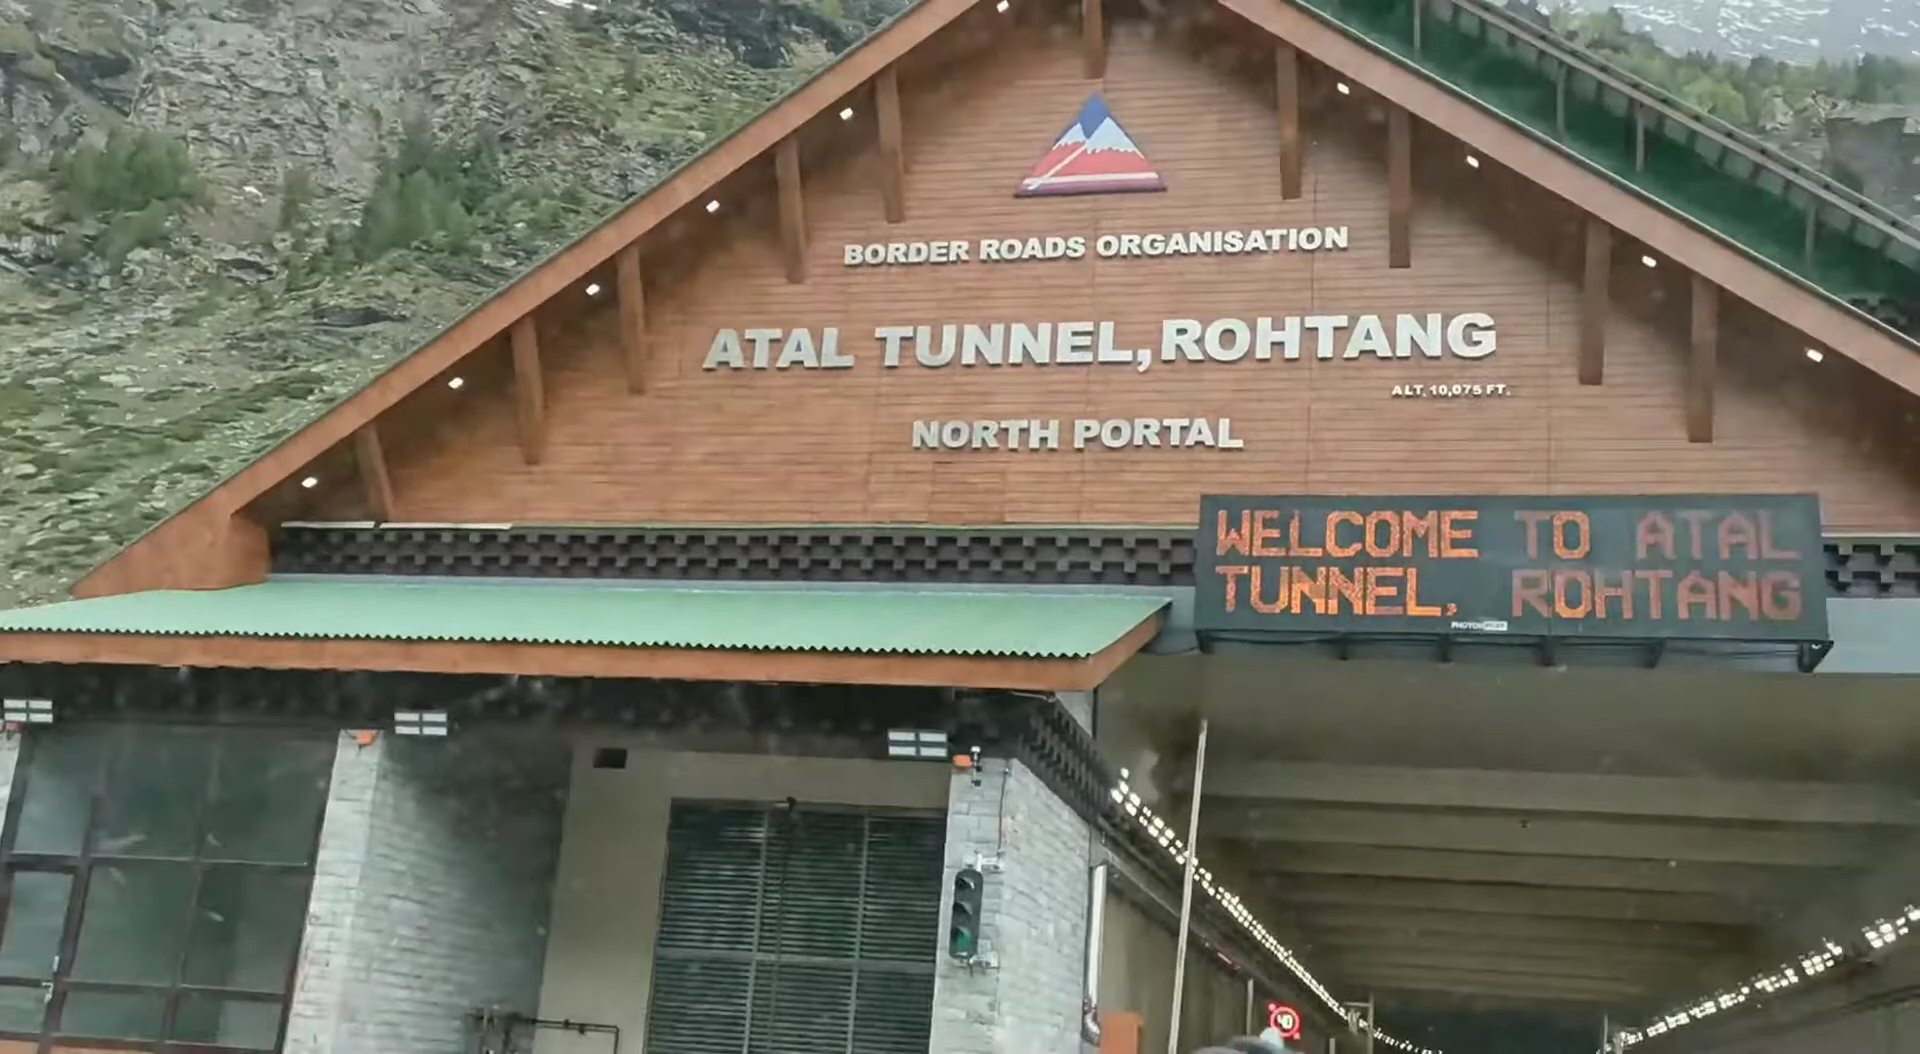 BORDER ROADS ORGANISATION
ATAL TUNNEL, ROHTANG
ALT. 10,075 FT.
NORTH PORTAL
WELCOME TO ATAL
TUNNEL, ROHTANG
40